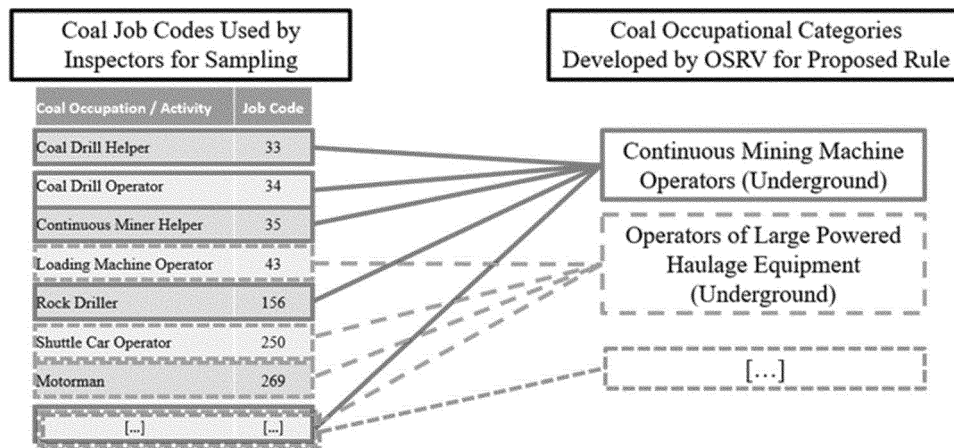 Coal Job Codes Used by
Inspectors for Sampling
Coal Occupational Categories
Developed by OSRV for Proposed Rule
Coal Occupation / Activity Job Code
Coal Drill Helper 33
Coal Drill Operator 34
Continuous Miner Helper 35
Loading Machine Operator 43
Rock Driller 156
Shuttle Car Operator 250
Motorman 269
[...] [...]
Continuous Mining Machine
Operators (Underground)
Operators of Large Powered
Haulage Equipment
(Underground)
[...]